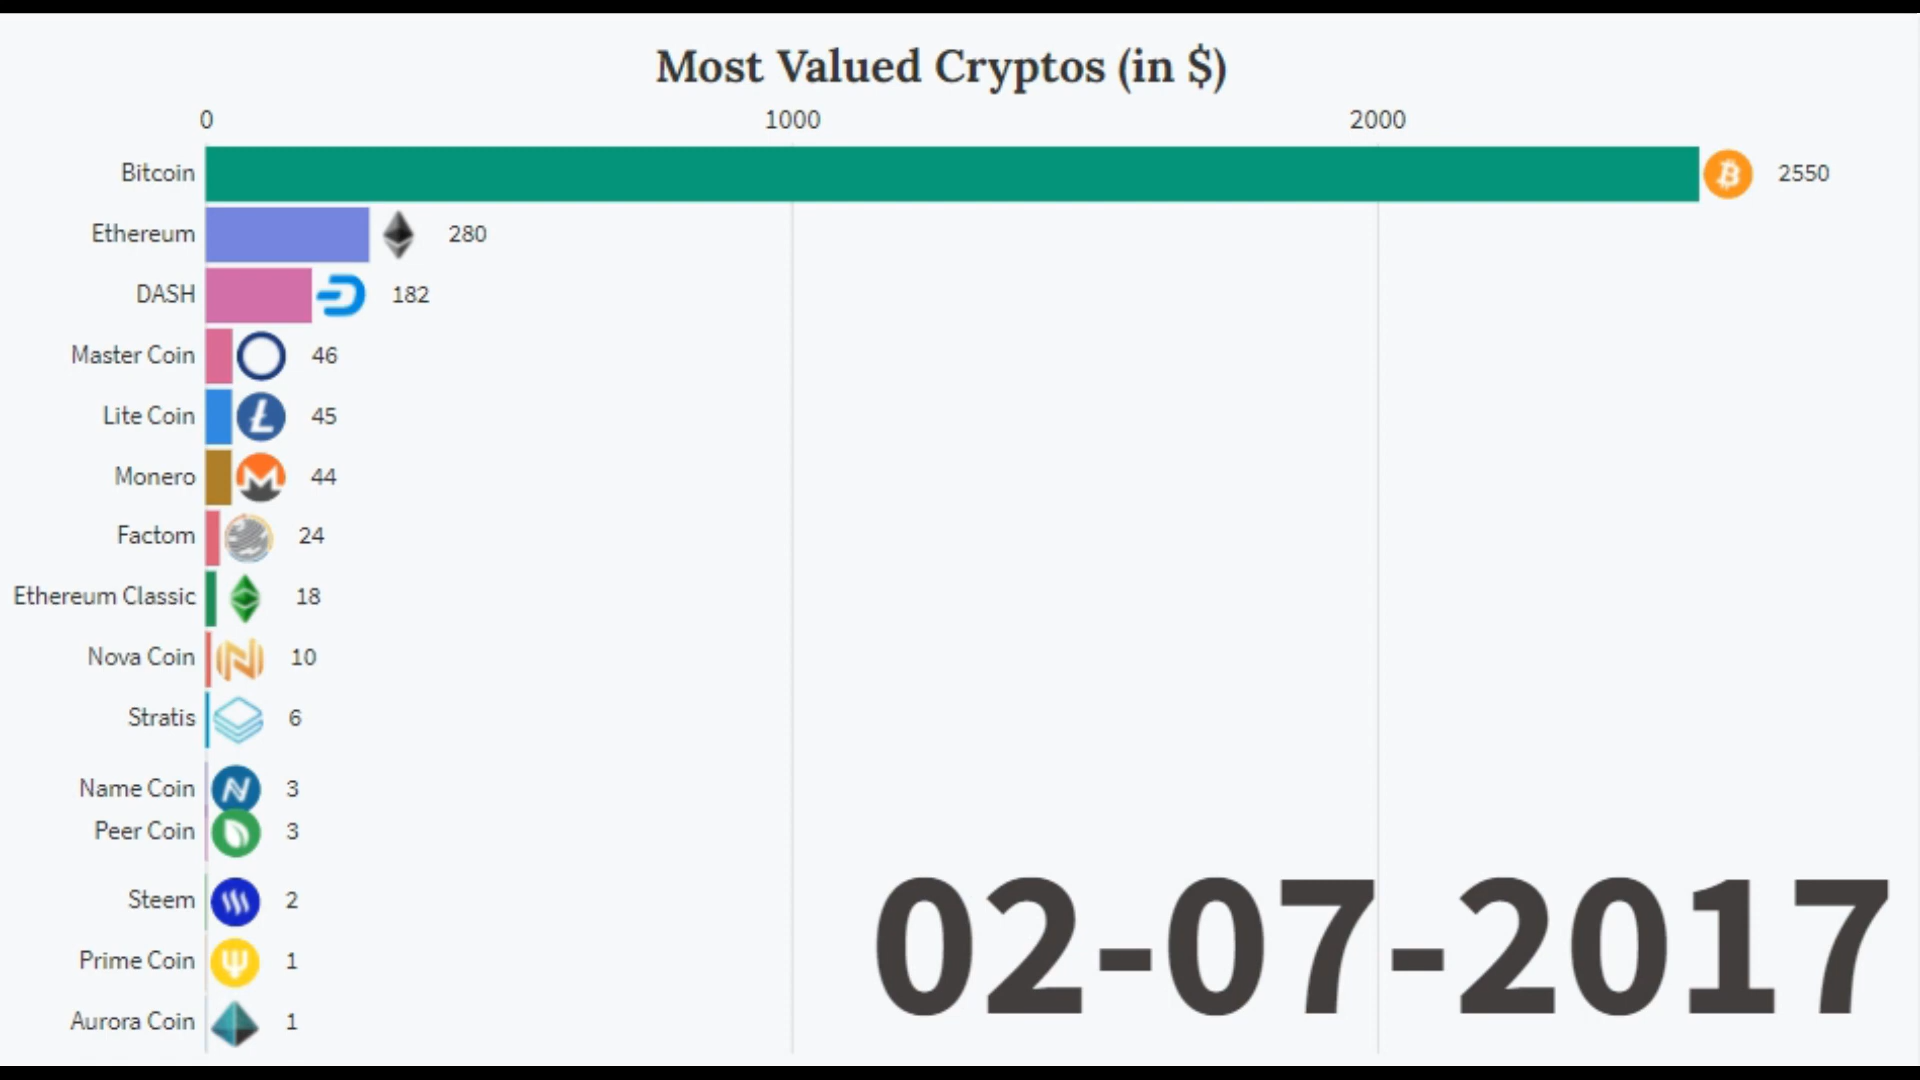 Most Valued Cryptos (in $)
0 1000 2000
Bitcoin 2550
Ethereum 280
DASH 182
Master Coin 46
Lite Coin 45
Monero 44
Factom 24
Ethereum Classic 18
Nova Coin 10
Stratis 6
Name Coin 3
Peer Coin 3
Steem 2
Prime Coin 1
Aurora Coin 1
02-07-2017